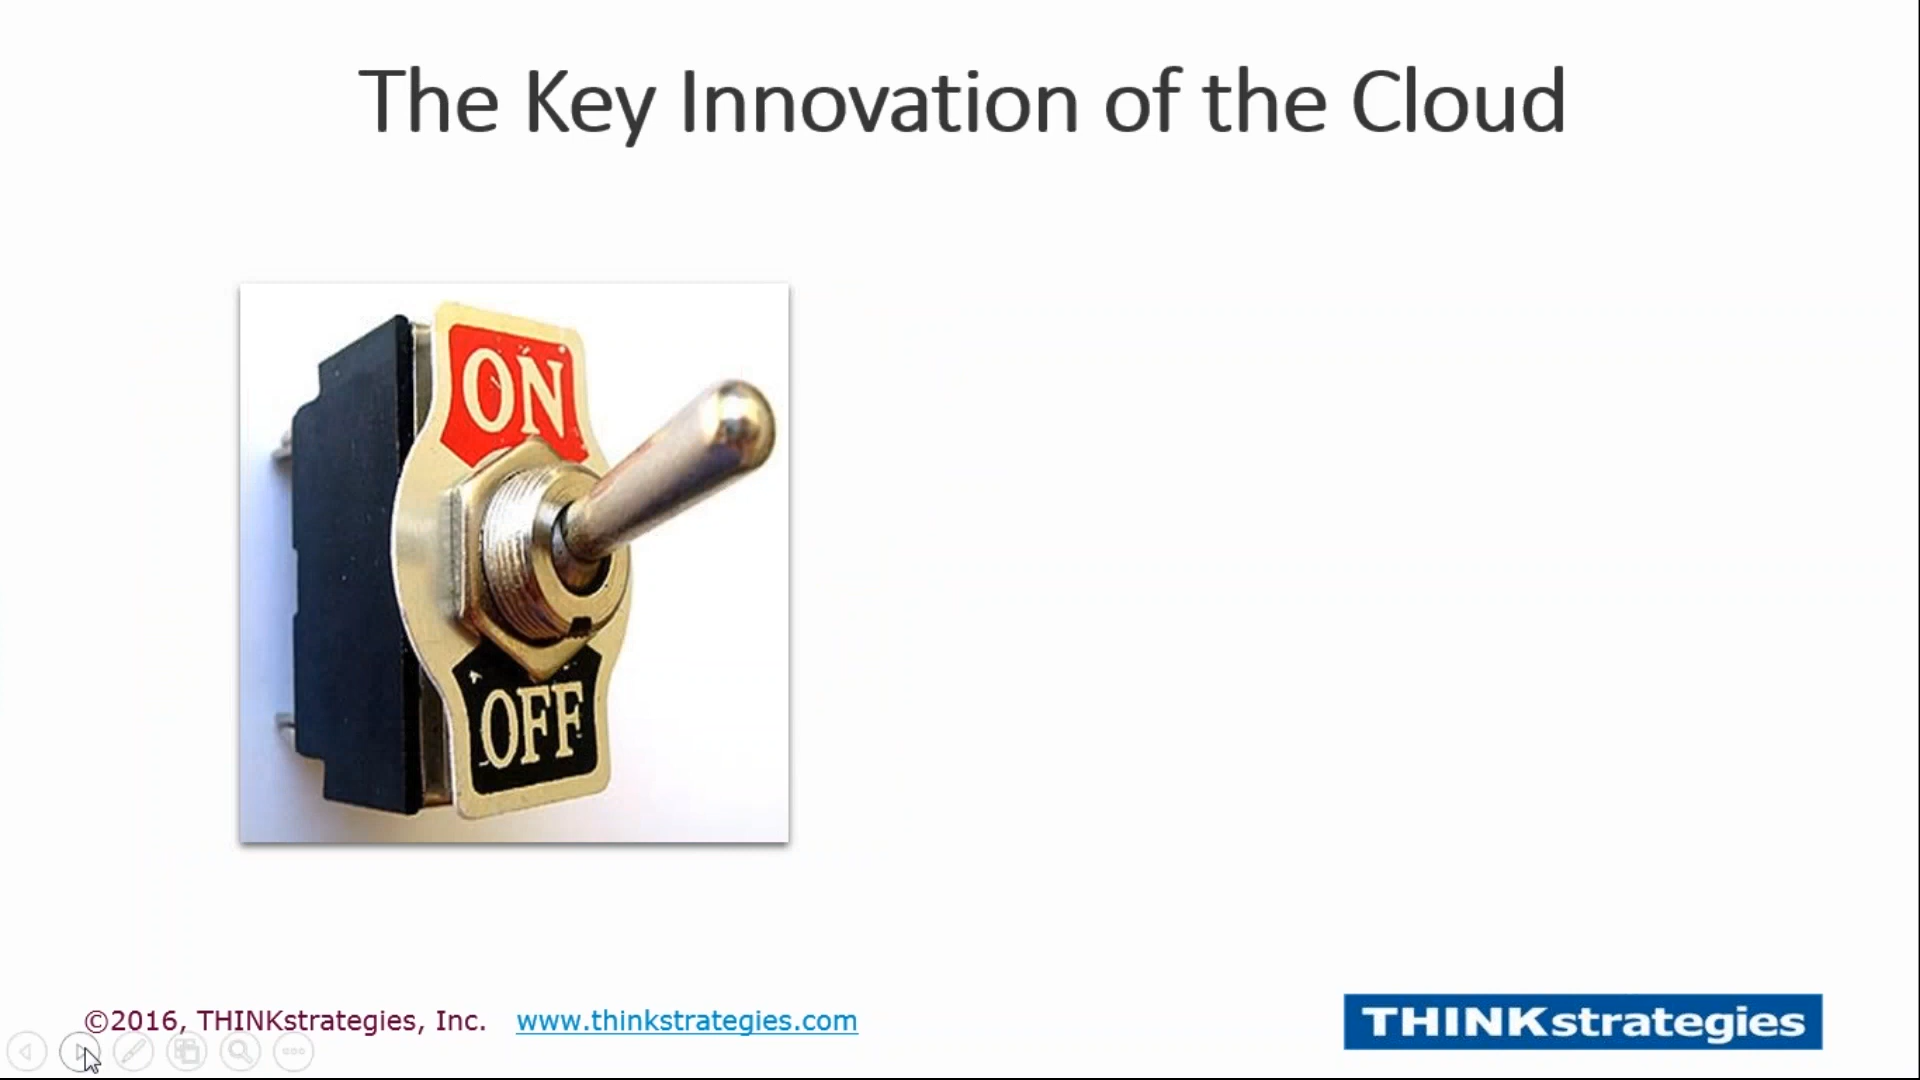 The Key Innovation of the Cloud
ON
OFF
©2016, THINKstrategies, Inc. www.thinkstrategies.com
THINKstrategies